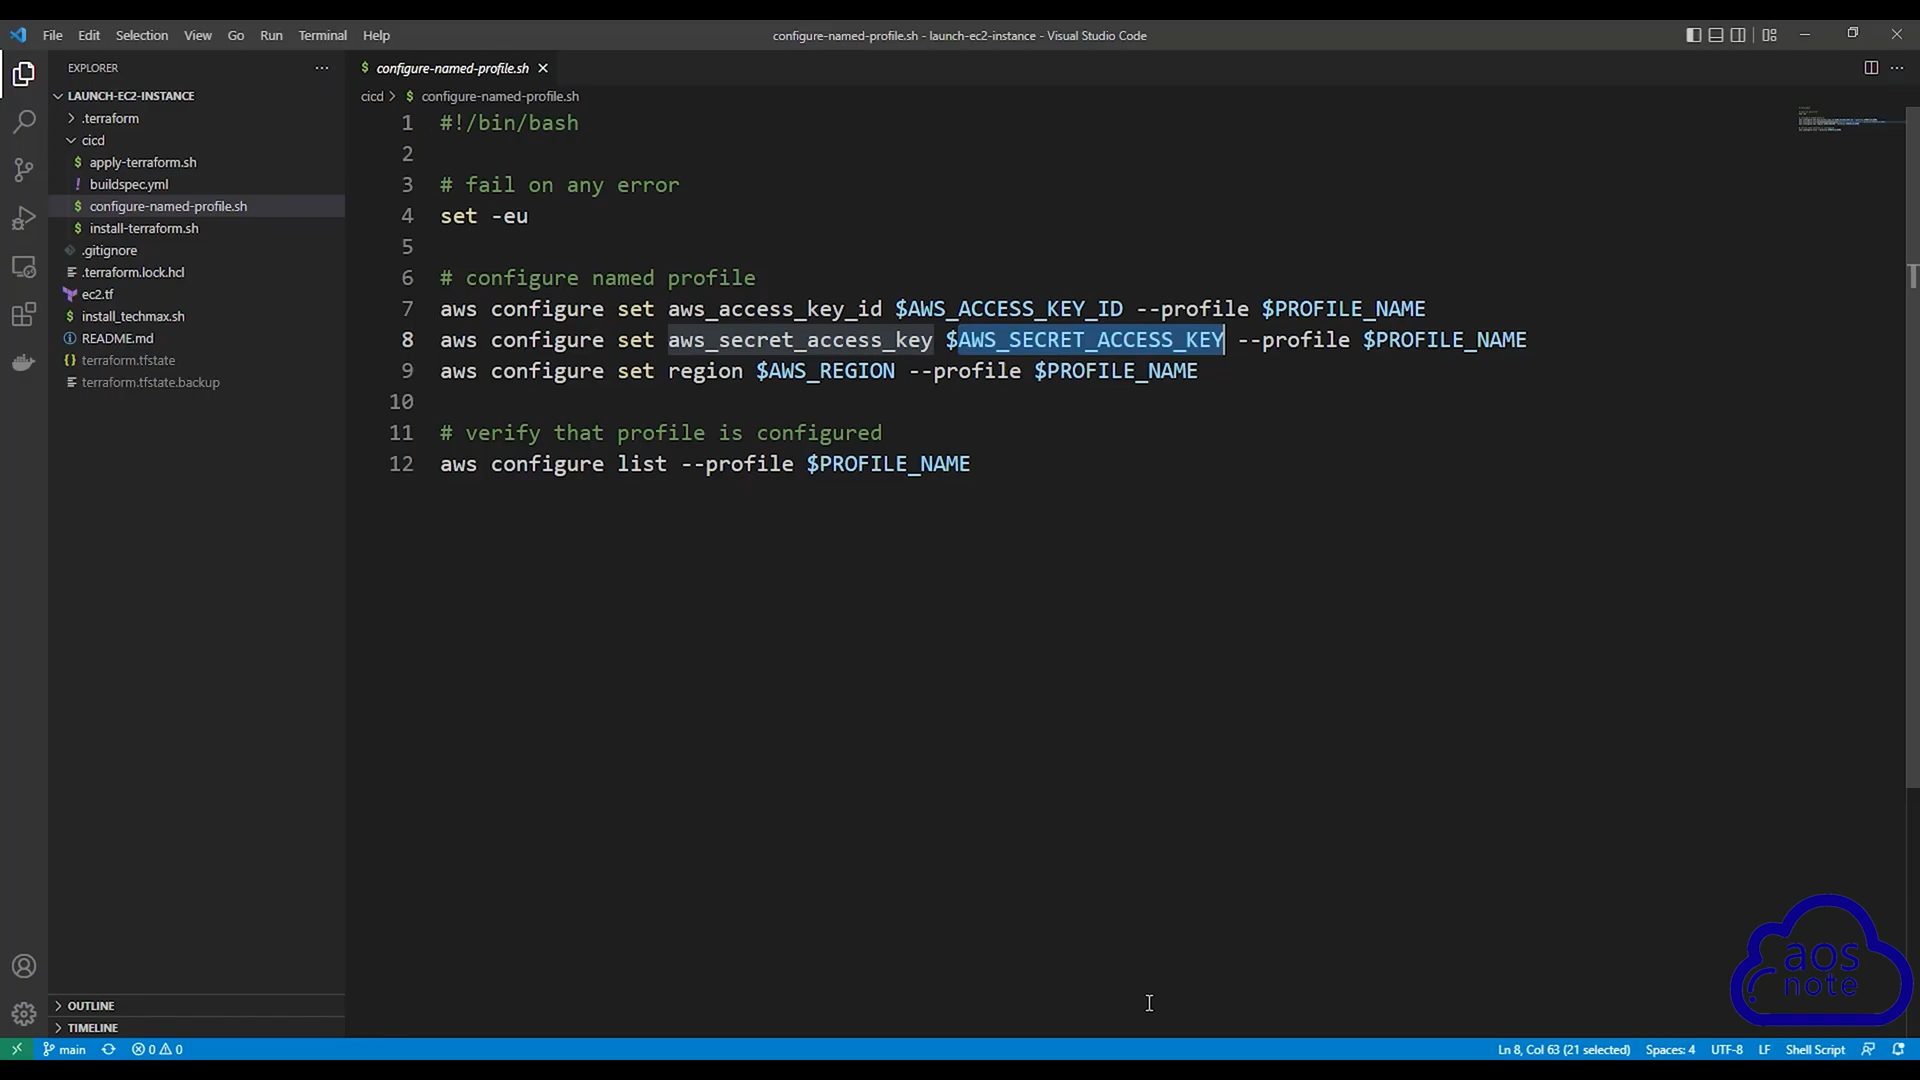 File Edit Selection View Go Run Terminal Help
configure-named-profile.sh - launch-ec2-instance - Visual Studio Code
EXPLORER
LAUNCH-EC2-INSTANCE
.terraform
cicd
$ apply-terraform.sh
! buildspec.yml
$ configure-named-profile.sh
$ install-terraform.sh
.gitignore
.terraform.lock.hcl
ec2.tf
$ install_techmax.sh
README.md
{} terraform.tfstate
terraform.tfstate.backup
OUTLINE
TIMELINE
$ configure-named-profile.sh
cicd > $ configure-named-profile.sh
1 #!/bin/bash
2
3 # fail on any error
4 set -eu
5
6 # configure named profile
7 aws configure set aws_access_key_id $AWS_ACCESS_KEY_ID --profile $PROFILE_NAME
8 aws configure set aws_secret_access_key $AWS_SECRET_ACCESS_KEY --profile $PROFILE_NAME
9 aws configure set region $AWS_REGION --profile $PROFILE_NAME
10
11 # verify that profile is configured
12 aws configure list --profile $PROFILE_NAME
aos
note
main 0 0 Ln 8, Col 63 (21 selected) Spaces: 4 UTF-8 LF Shell Script